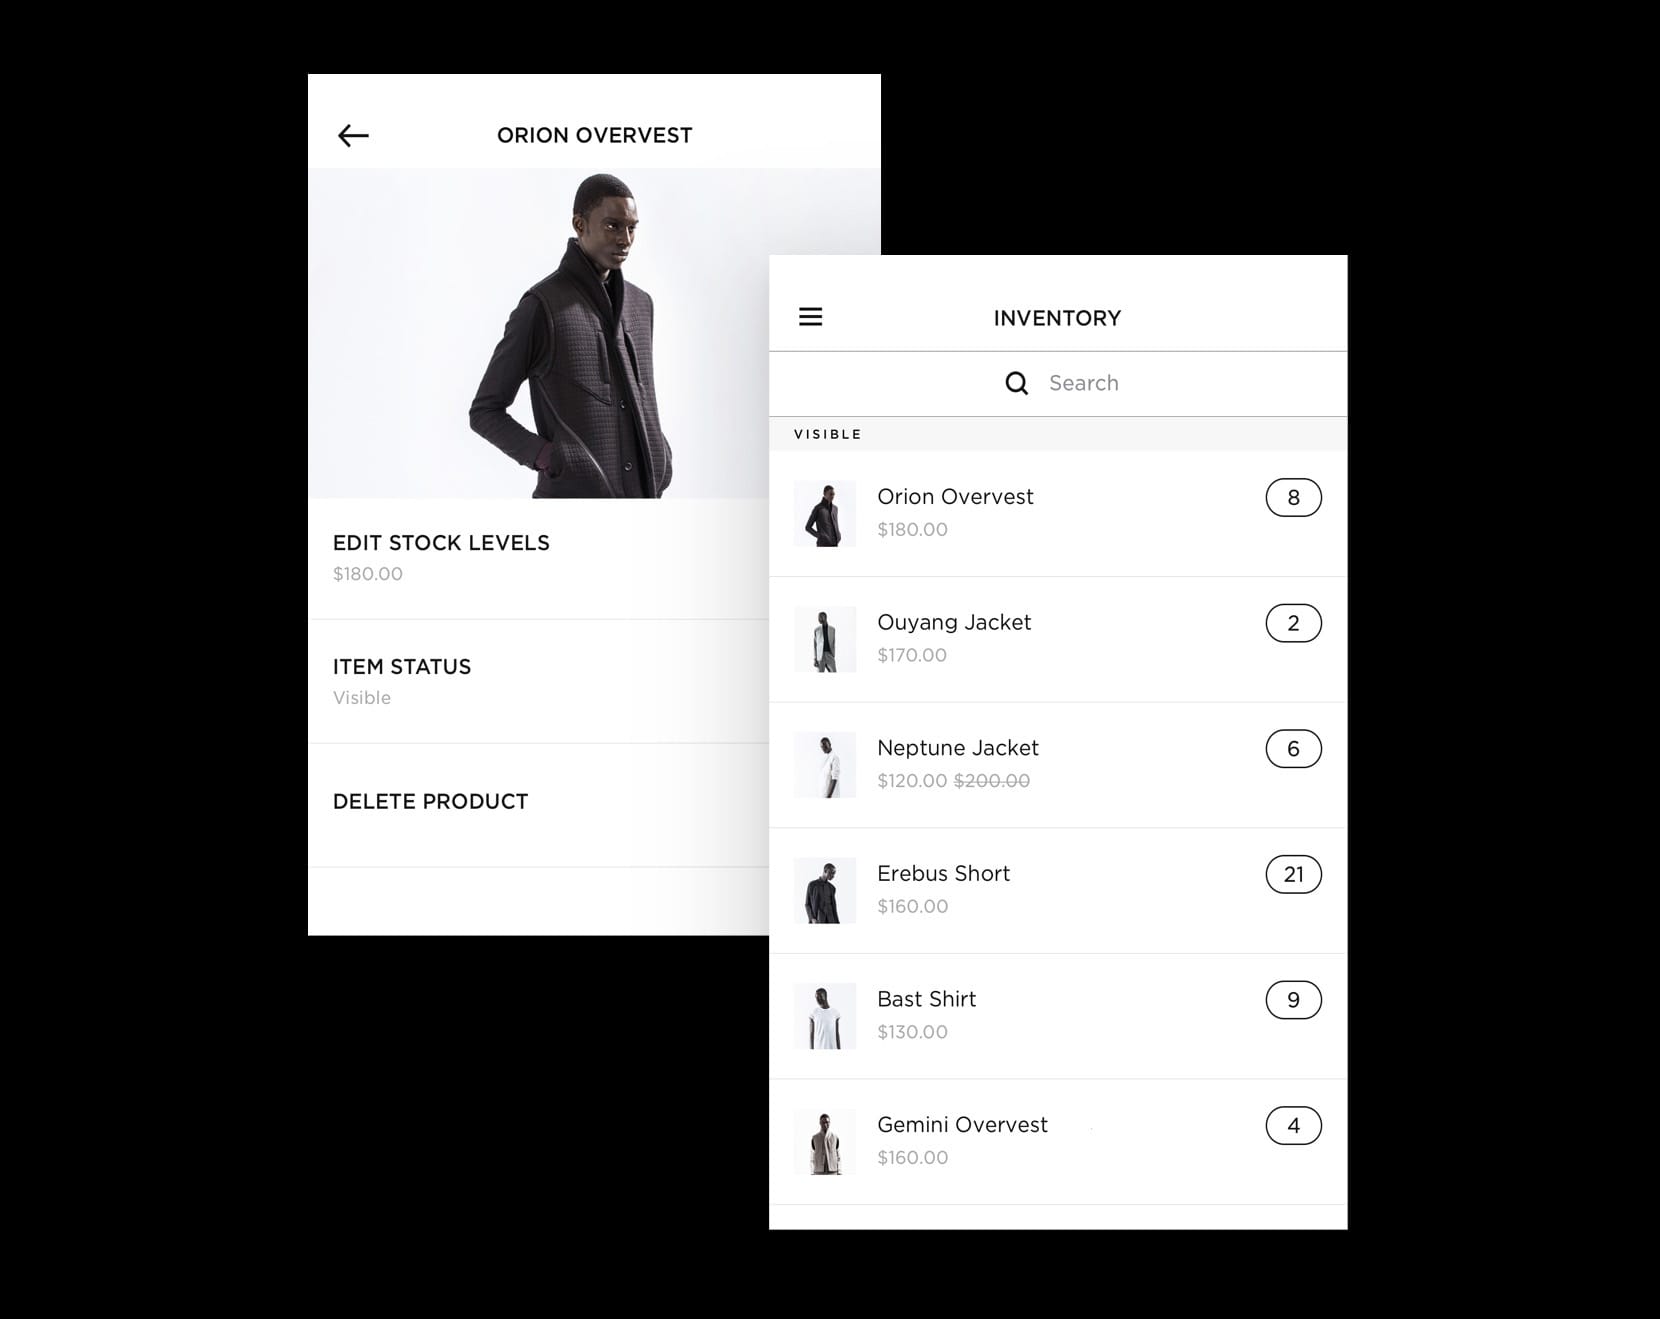 ORION OVERVEST
EDIT STOCK LEVELS
$180.00
ITEM STATUS
Visible
DELETE PRODUCT
INVENTORY
Search
VISIBLE
Orion Overvest
$180.00
8
Ouyang Jacket
$170.00
2
Neptune Jacket
$120.00 $200.00
6
Erebus Short
$160.00
21
Bast Shirt
$130.00
9
Gemini Overvest
$160.00
4